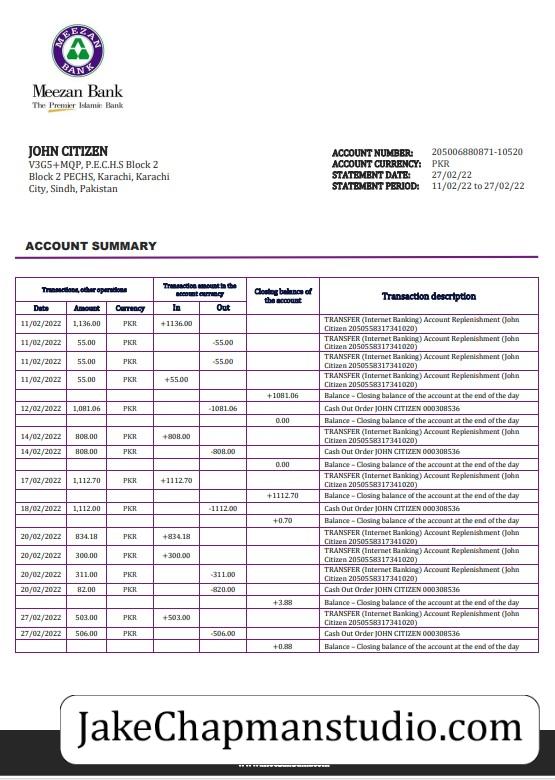 MEEZAN BANK
Meezan Bank
The Premier Islamic Bank
JOHN CITIZEN
V3G5+MQP, P.E.C.H.S Block 2
Block 2 PECHS, Karachi, Karachi
City, Sindh, Pakistan
ACCOUNT NUMBER: 205006880871-10520
ACCOUNT CURRENCY: PKR
STATEMENT DATE: 27/02/22
STATEMENT PERIOD: 11/02/22 to 27/02/22
ACCOUNT SUMMARY
Transactions, other operations Transaction amount in the account currency Closing balance of the account Transaction description
Date Amount Currency In Out
11/02/2022 1,136.00 PKR +1136.00 TRANSFER (Internet Banking) Account Replenishment (John
Citizen 2050558317341020)
11/02/2022 55.00 PKR -55.00 TRANSFER (Internet Banking) Account Replenishment (John
Citizen 2050558317341020)
11/02/2022 55.00 PKR -55.00 TRANSFER (Internet Banking) Account Replenishment (John
Citizen 2050558317341020)
11/02/2022 55.00 PKR +55.00 TRANSFER (Internet Banking) Account Replenishment (John
Citizen 2050558317341020)
+1081.06 Balance – Closing balance of the account at the end of the day
12/02/2022 1,081.06 PKR -1081.06 Cash Out Order JOHN CITIZEN 000308536
0.00 Balance – Closing balance of the account at the end of the day
14/02/2022 808.00 PKR +808.00 TRANSFER (Internet Banking) Account Replenishment (John
Citizen 2050558317341020)
14/02/2022 808.00 PKR -808.00 Cash Out Order JOHN CITIZEN 000308536
0.00 Balance – Closing balance of the account at the end of the day
17/02/2022 1,112.70 PKR +1112.70 TRANSFER (Internet Banking) Account Replenishment (John
Citizen 2050558317341020)
+1112.70 Balance – Closing balance of the account at the end of the day
18/02/2022 1,112.00 PKR -1112.00 Cash Out Order JOHN CITIZEN 000308536
+0.70 Balance – Closing balance of the account at the end of the day
20/02/2022 834.18 PKR +834.18 TRANSFER (Internet Banking) Account Replenishment (John
Citizen 2050558317341020)
20/02/2022 300.00 PKR +300.00 TRANSFER (Internet Banking) Account Replenishment (John
Citizen 2050558317341020)
20/02/2022 311.00 PKR -311.00 TRANSFER (Internet Banking) Account Replenishment (John
Citizen 2050558317341020)
20/02/2022 82.00 PKR -820.00 Cash Out Order JOHN CITIZEN 000308536
+3.88 Balance – Closing balance of the account at the end of the day
27/02/2022 503.00 PKR +503.00 TRANSFER (Internet Banking) Account Replenishment (John
Citizen 2050558317341020)
27/02/2022 506.00 PKR -506.00 Cash Out Order JOHN CITIZEN 000308536
+0.88 Balance – Closing balance of the account at the end of the day
JakeChapmanstudio.com